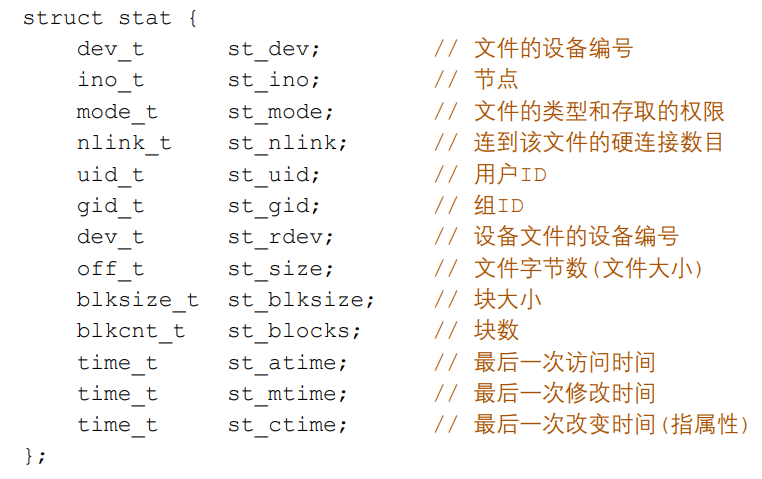 struct stat {
    dev_t      st_dev;        // 文件的设备编号
    ino_t      st_ino;        // 节点
    mode_t     st_mode;       // 文件的类型和存取的权限
    nlink_t    st_nlink;      // 连到该文件的硬连接数目
    uid_t      st_uid;        // 用户ID
    gid_t      st_gid;        // 组ID
    dev_t      st_rdev;       // 设备文件的设备编号
    off_t      st_size;       // 文件字节数(文件大小)
    blksize_t  st_blksize;    // 块大小
    blkcnt_t   st_blocks;     // 块数
    time_t     st_atime;      // 最后一次访问时间
    time_t     st_mtime;      // 最后一次修改时间
    time_t     st_ctime;      // 最后一次改变时间(指属性)
};